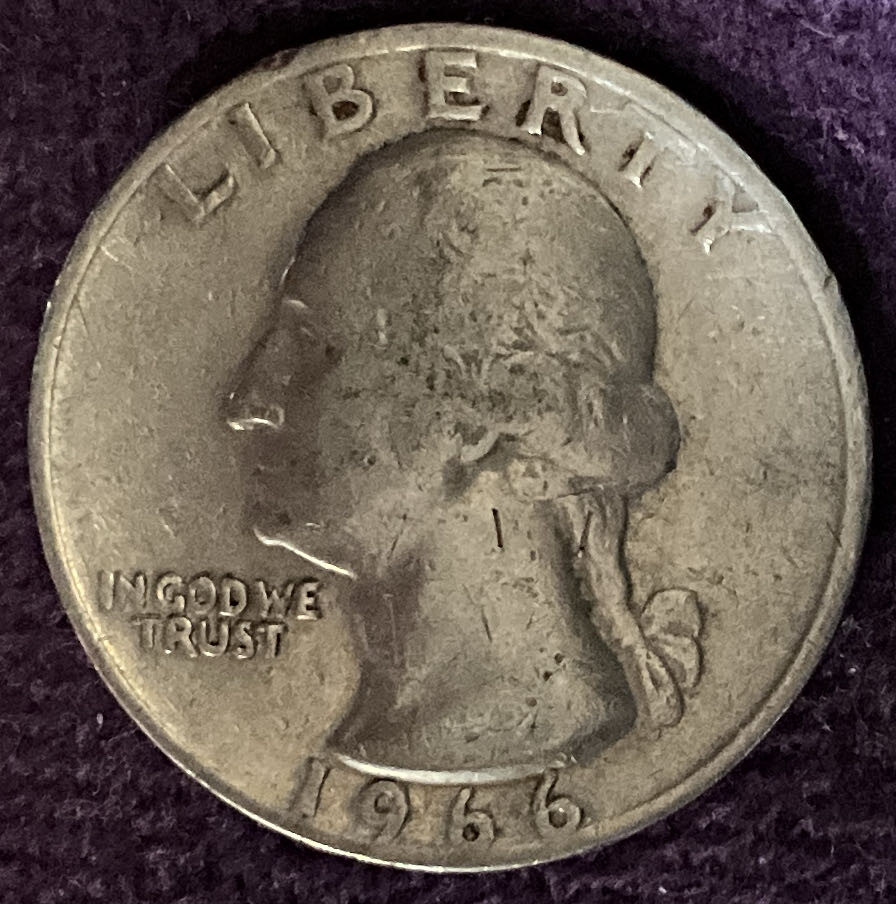 LIBERTY
IN GOD WE
TRUST
1966